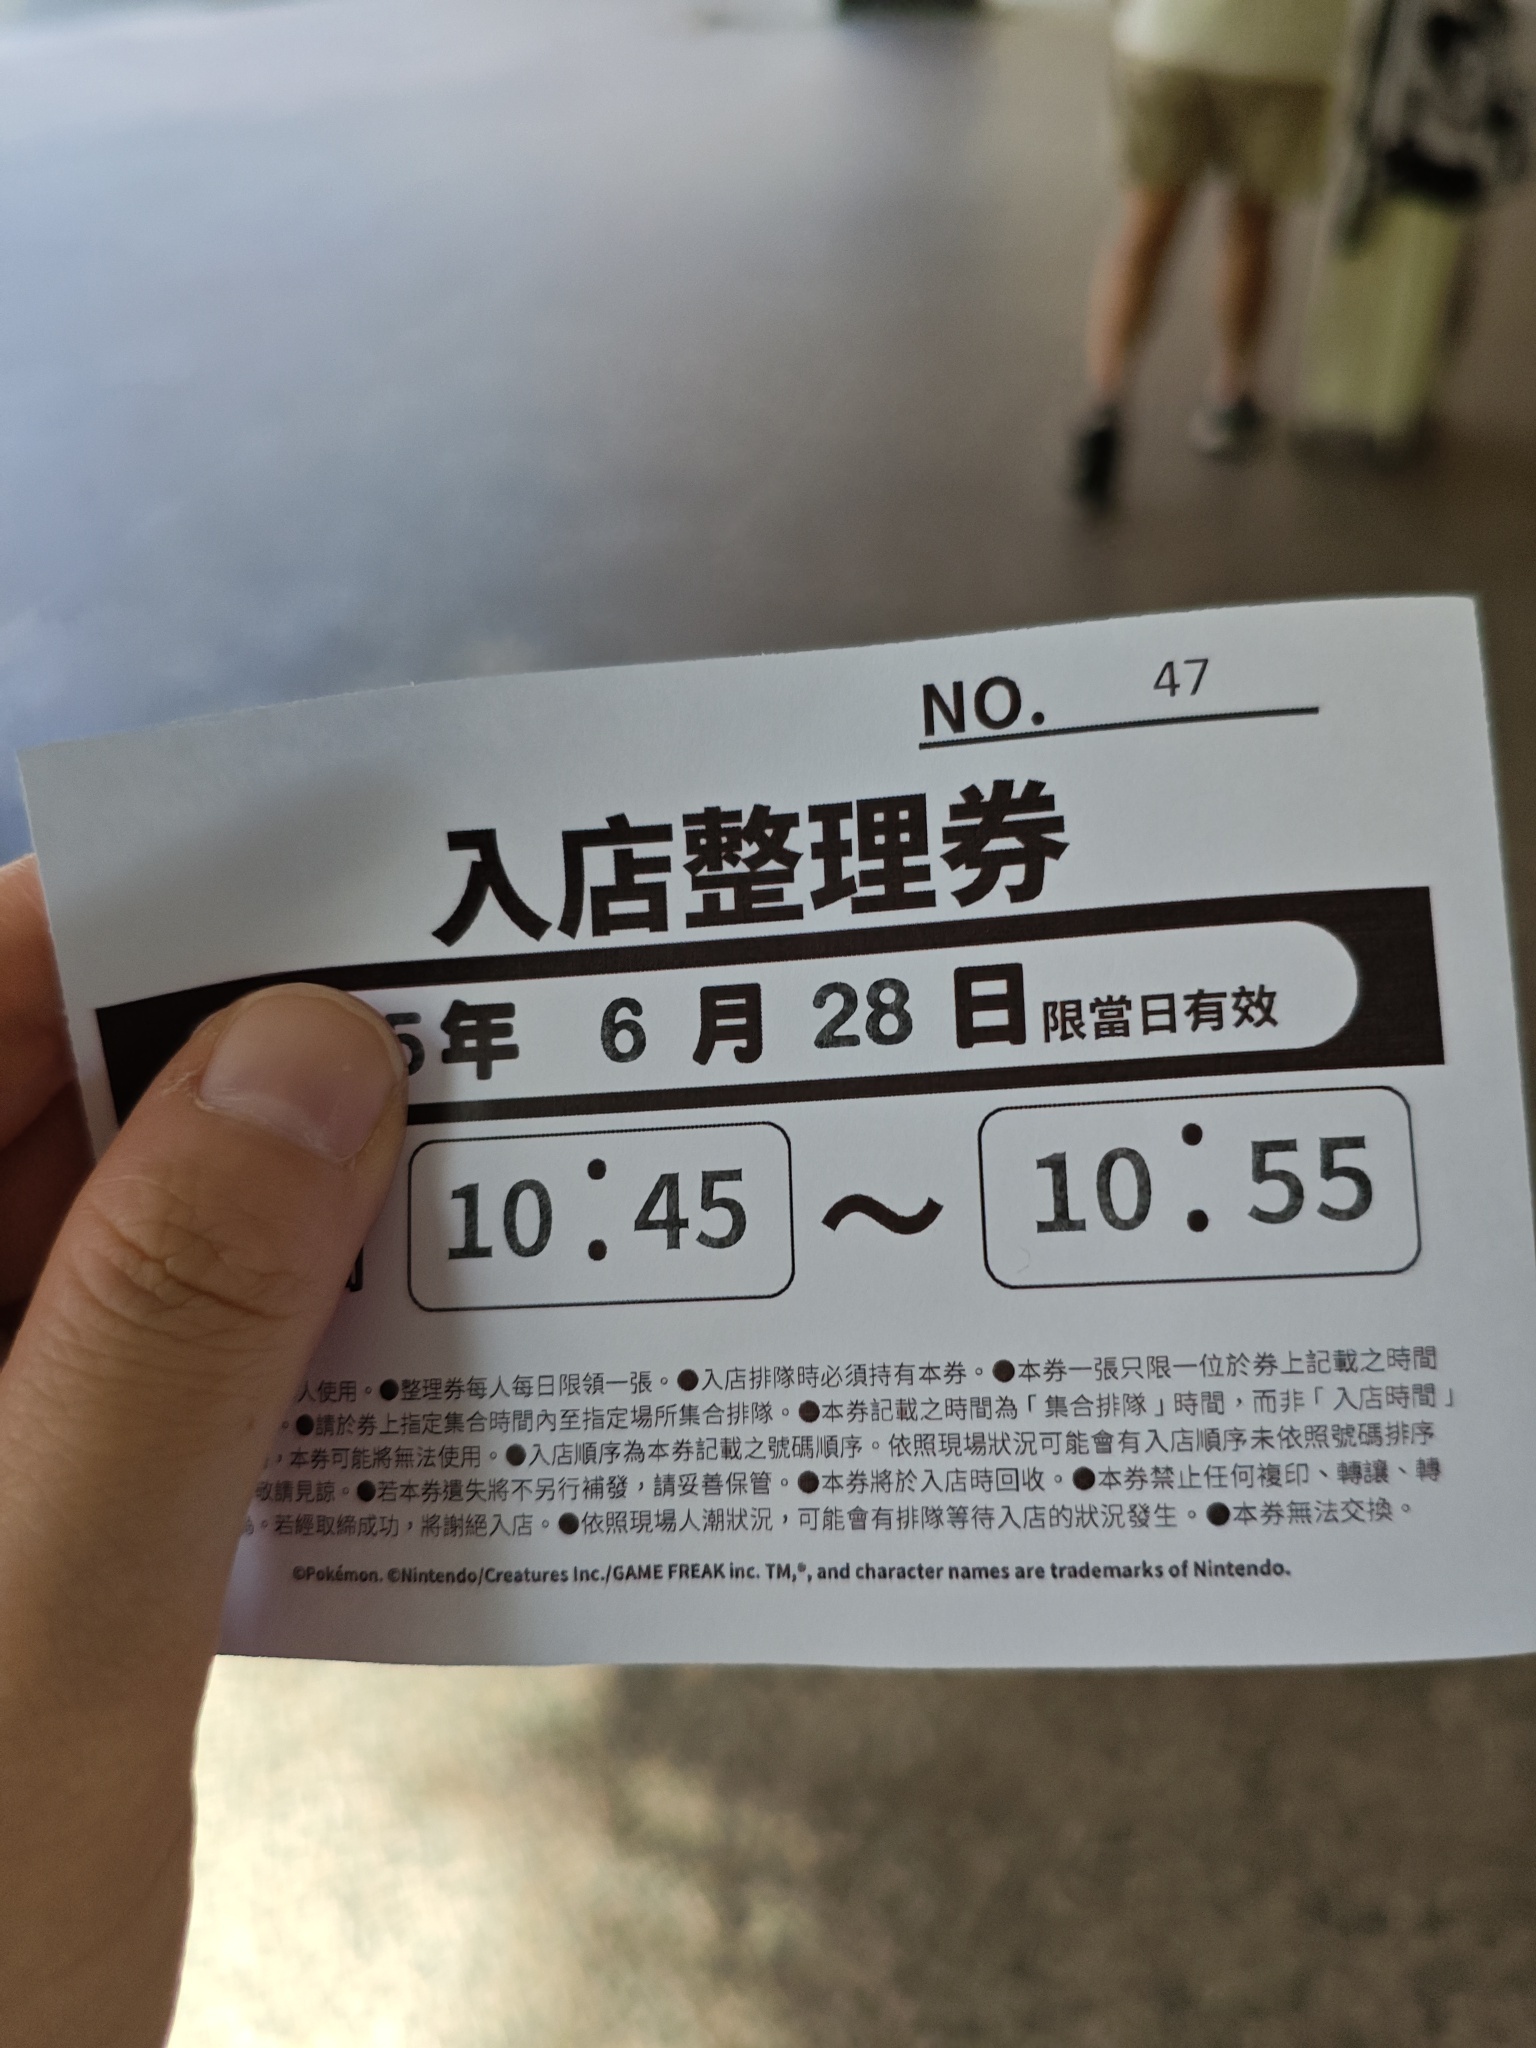 NO. 47
入店整理券
5年 6月28日限當日有效
10:45～10:55
人使用。●整理券每人每日限領一張。●入店排隊時必須持有本券。●本券一張只限一位於券上記載之時間
。●請於券上指定集合時間內至指定場所集合排隊。●本券記載之時間為「集合排隊」時間，而非「入店時間」
，本券可能將無法使用。●入店順序為本券記載之號碼順序。依照現場狀況可能會有入店順序未依照號碼排序
敬請見諒。●若本券遺失將不另行補發，請妥善保管。●本券將於入店時回收。●本券禁止任何複印、轉讓、轉
。若經取締成功，將謝絕入店。●依照現場人潮狀況，可能會有排隊等待入店的狀況發生。●本券無法交換。
©Pokémon. ©Nintendo/Creatures Inc./GAME FREAK inc. TM,®, and character names are trademarks of Nintendo.